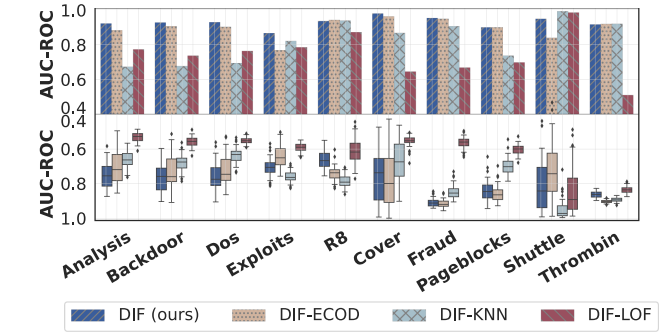 1.0
0.8
0.6
0.4
AUC-ROC
0.4
0.6
0.8
1.0
AUC-ROC
Analysis
Backdoor
Dos
Exploits
R8
Cover
Fraud
Pageblocks
Shuttle
Thrombin
DIF (ours)
DIF-ECOD
DIF-KNN
DIF-LOF